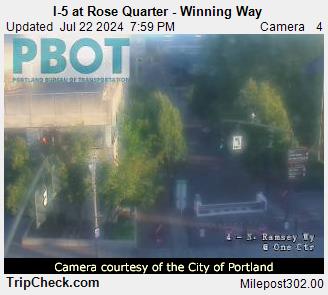 I-5 at Rose Quarter - Winning Way
Updated Jul 22 2024 7:59 PM Camera 4
PBOT
PORTLAND BUREAU OF TRANSPORTATION
4 - N. Ramsey Wy
@ One Ctr
Camera courtesy of the City of Portland
TripCheck.com Milepost302.00